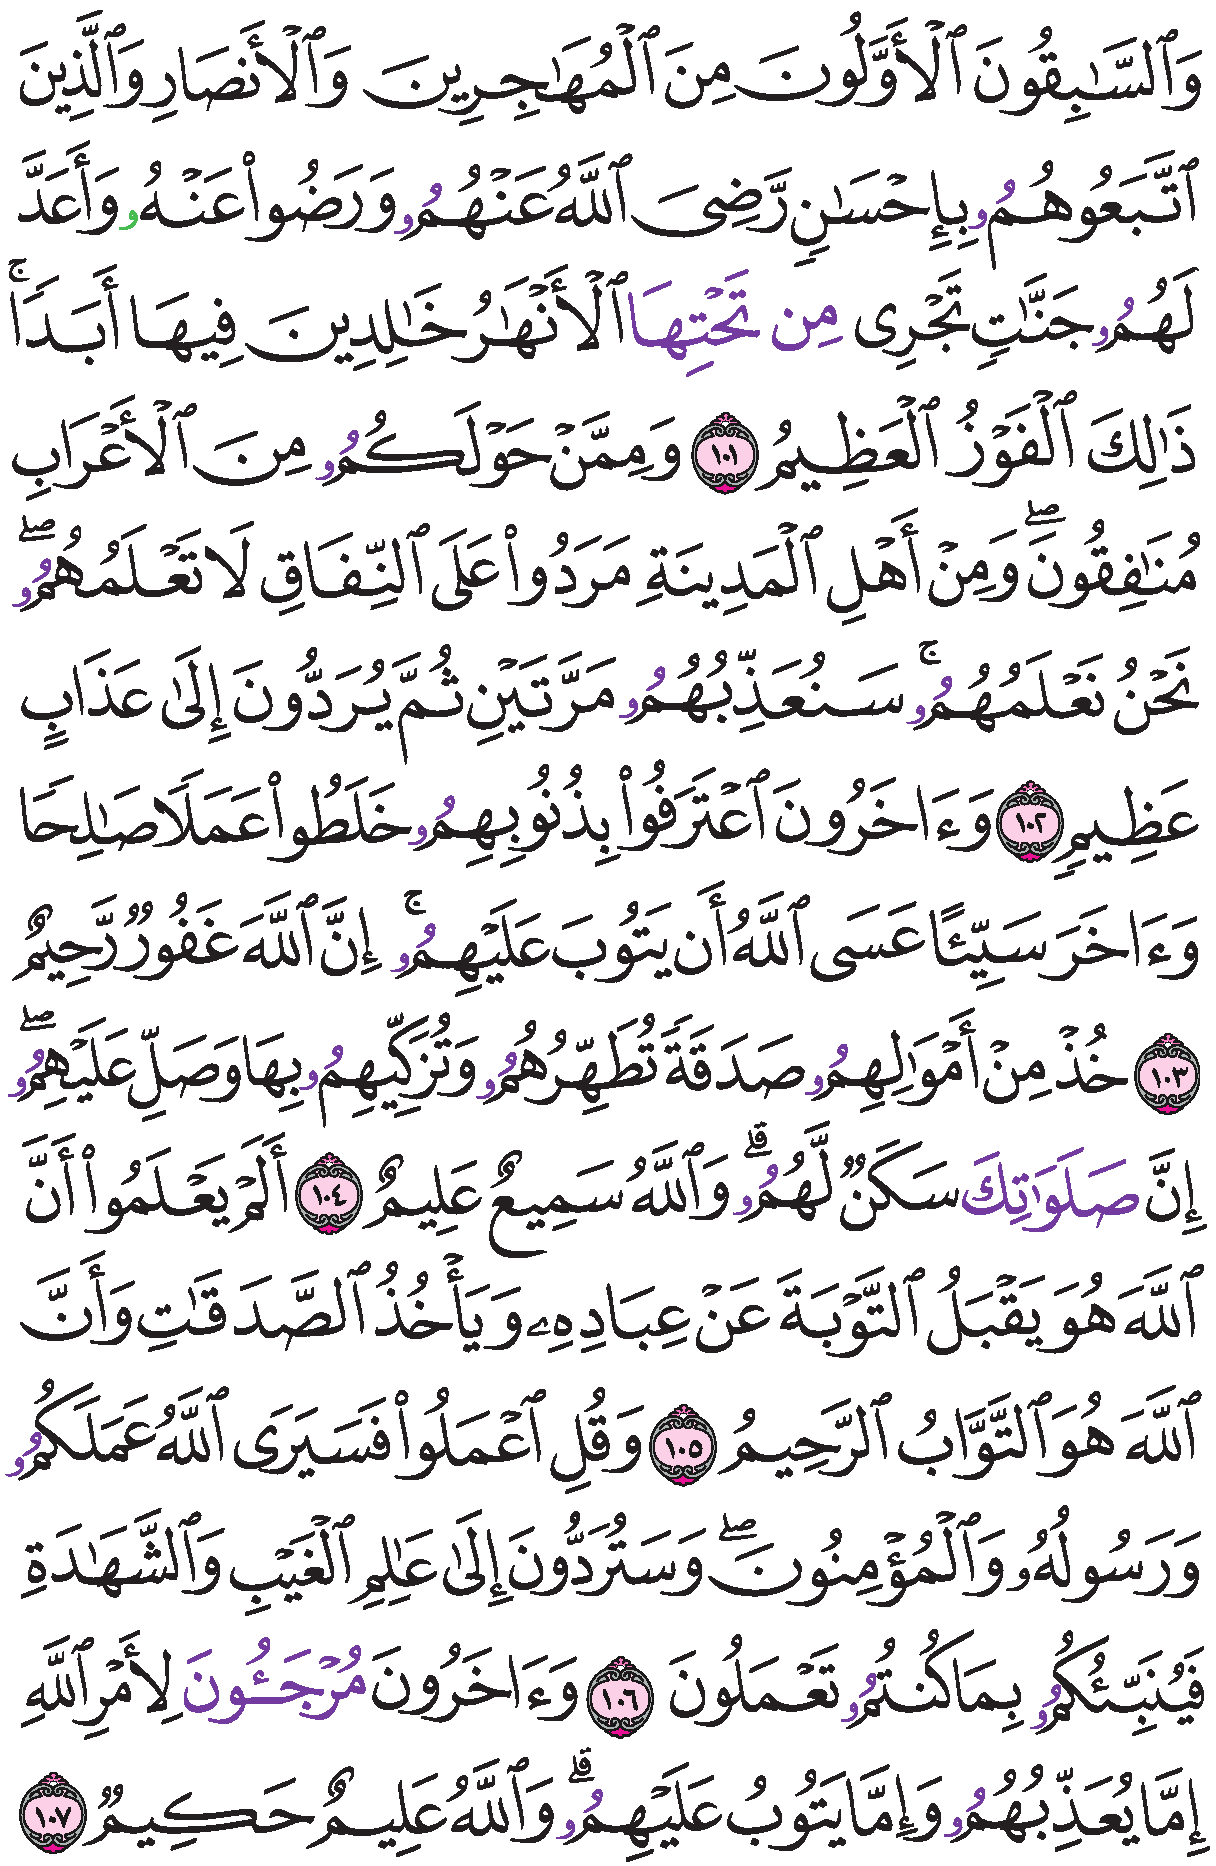 وَٱلسَّٰبِقُونَ ٱلۡأَوَّلُونَ مِنَ ٱلۡمُهَٰجِرِينَ وَٱلۡأَنصَارِ وَٱلَّذِينَ
ٱتَّبَعُوهُمُۥ بِإِحۡسَٰنٖ رَّضِيَ ٱللَّهُ عَنۡهُمُۥ وَرَضُواْ عَنۡهُۥ وَأَعَدَّ
لَهُمُۥ جَنَّٰتٖ تَجۡرِي مِن تَحۡتِهَا ٱلۡأَنۡهَٰرُ خَٰلِدِينَ فِيهَا أَبَدٗاۚ
ذَٰلِكَ ٱلۡفَوۡزُ ٱلۡعَظِيمُ ١٠١ وَمِمَّنۡ حَوۡلَكُمُۥ مِنَ ٱلۡأَعۡرَابِ
مُنَٰفِقُونَۖ وَمِنۡ أَهۡلِ ٱلۡمَدِينَةِ مَرَدُواْ عَلَى ٱلنِّفَاقِ لَا تَعۡلَمُهُمُۥۖ
نَحۡنُ نَعۡلَمُهُمُۥۚ سَنُعَذِّبُهُمُۥ مَرَّتَيۡنِ ثُمَّ يُرَدُّونَ إِلَىٰ عَذَابٍ
عَظِيمٖ ١٠٢ وَءَاخَرُونَ ٱعۡتَرَفُواْ بِذُنُوبِهِمُۥ خَلَطُواْ عَمَلٗا صَٰلِحٗا
وَءَاخَرَ سَيِّئًا عَسَى ٱللَّهُ أَن يَتُوبَ عَلَيۡهِمُۥۚ إِنَّ ٱللَّهَ غَفُورٞ رَّحِيمٌ
١٠٣ خُذۡ مِنۡ أَمۡوَٰلِهِمُۥ صَدَقَةٗ تُطَهِّرُهُمُۥ وَتُزَكِّيهِمُۥ بِهَا وَصَلِّ عَلَيۡهِمُۥۖ
إِنَّ صَلَوَٰتِكَ سَكَنٞ لَّهُمُۥۗ وَٱللَّهُ سَمِيعٌ عَلِيمٌ ١٠٤ أَلَمۡ يَعۡلَمُواْ أَنَّ
ٱللَّهَ هُوَ يَقۡبَلُ ٱلتَّوۡبَةَ عَنۡ عِبَادِهِۦ وَيَأۡخُذُ ٱلصَّدَقَٰتِ وَأَنَّ
ٱللَّهَ هُوَ ٱلتَّوَّابُ ٱلرَّحِيمُ ١٠٥ وَقُلِ ٱعۡمَلُواْ فَسَيَرَى ٱللَّهُ عَمَلَكُمُۥ
وَرَسُولُهُۥ وَٱلۡمُؤۡمِنُونَۖ وَسَتُرَدُّونَ إِلَىٰ عَٰلِمِ ٱلۡغَيۡبِ وَٱلشَّهَٰدَةِ
فَيُنَبِّئُكُمُۥ بِمَا كُنتُمُۥ تَعۡمَلُونَ ١٠٦ وَءَاخَرُونَ مُرۡجَـُٔونَ لِأَمۡرِ ٱللَّهِ
إِمَّا يُعَذِّبُهُمُۥ وَإِمَّا يَتُوبُ عَلَيۡهِمُۥۗ وَٱللَّهُ عَلِيمٌ حَكِيمٞ ١٠٧